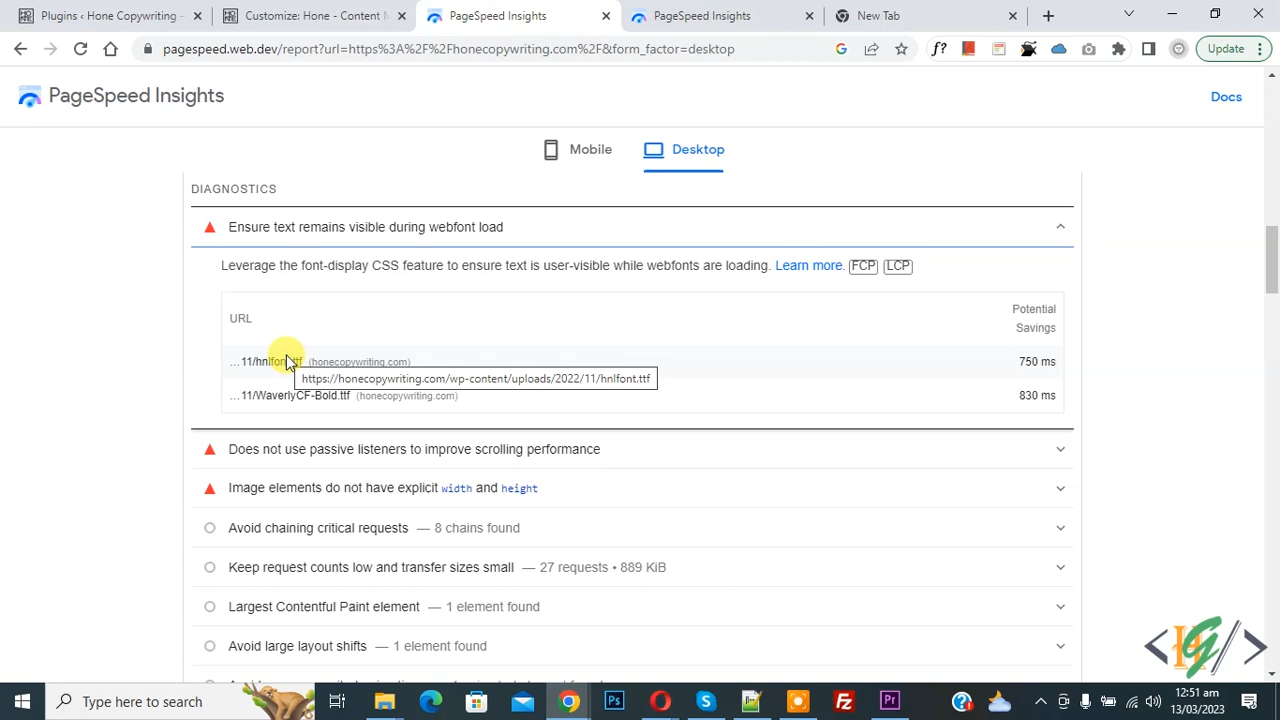 Plugins ‹ Hone Copywriting —
Customize: Hone - Content M
PageSpeed Insights
PageSpeed Insights
New Tab
pagespeed.web.dev/report?url=https%3A%2F%2Fhonecopywriting.com%2F&form_factor=desktop
f?
Update
PageSpeed Insights
Docs
Mobile
Desktop
DIAGNOSTICS
Ensure text remains visible during webfont load
Leverage the font-display CSS feature to ensure text is user-visible while webfonts are loading. Learn more. FCP LCP
URL
Potential
Savings
…11/hnlfont.ttf (honecopywriting.com)
750 ms
https://honecopywriting.com/wp-content/uploads/2022/11/hnlfont.ttf
…11/WaverlyCF-Bold.ttf (honecopywriting.com)
830 ms
Does not use passive listeners to improve scrolling performance
Image elements do not have explicit width and height
Avoid chaining critical requests — 8 chains found
Keep request counts low and transfer sizes small — 27 requests • 889 KiB
Largest Contentful Paint element — 1 element found
Avoid large layout shifts — 1 element found
Type here to search
12:51 am
13/03/2023